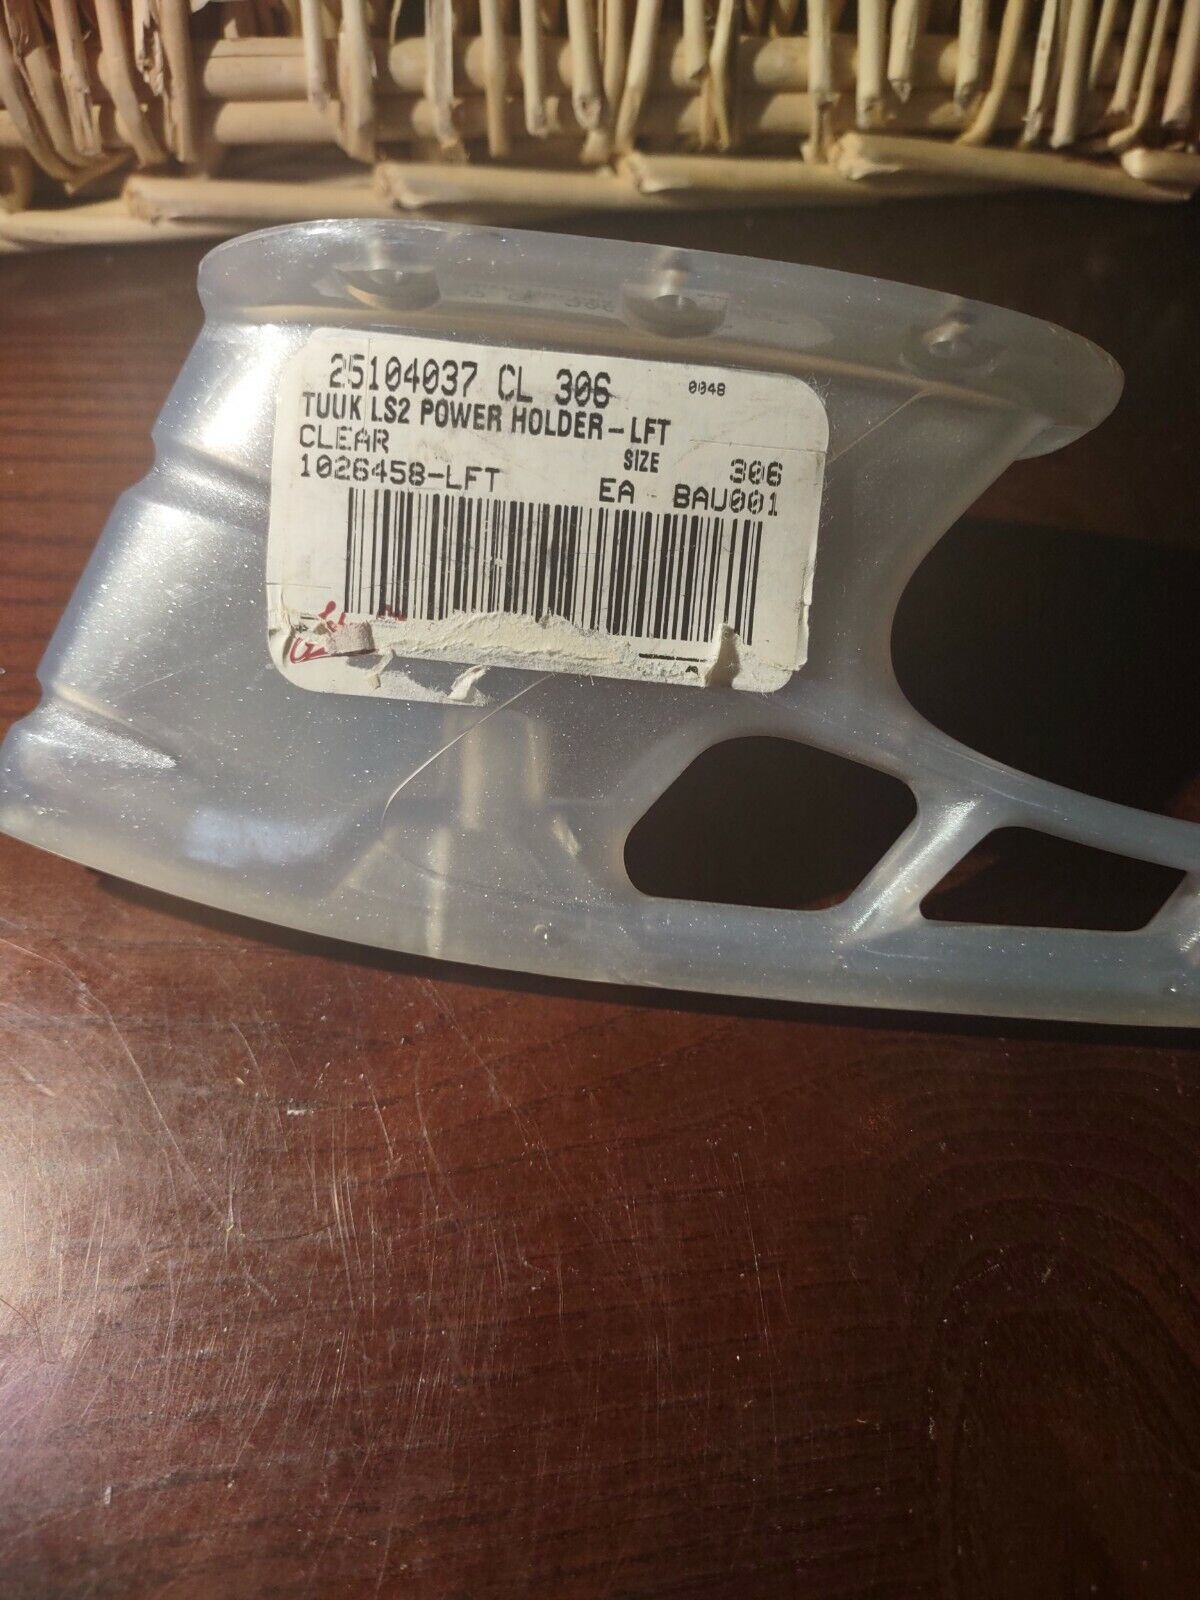 25104037 CL 306 0048
TUUK LS2 POWER HOLDER-LFT
CLEAR SIZE 306
1026458-LFT EA BAU001